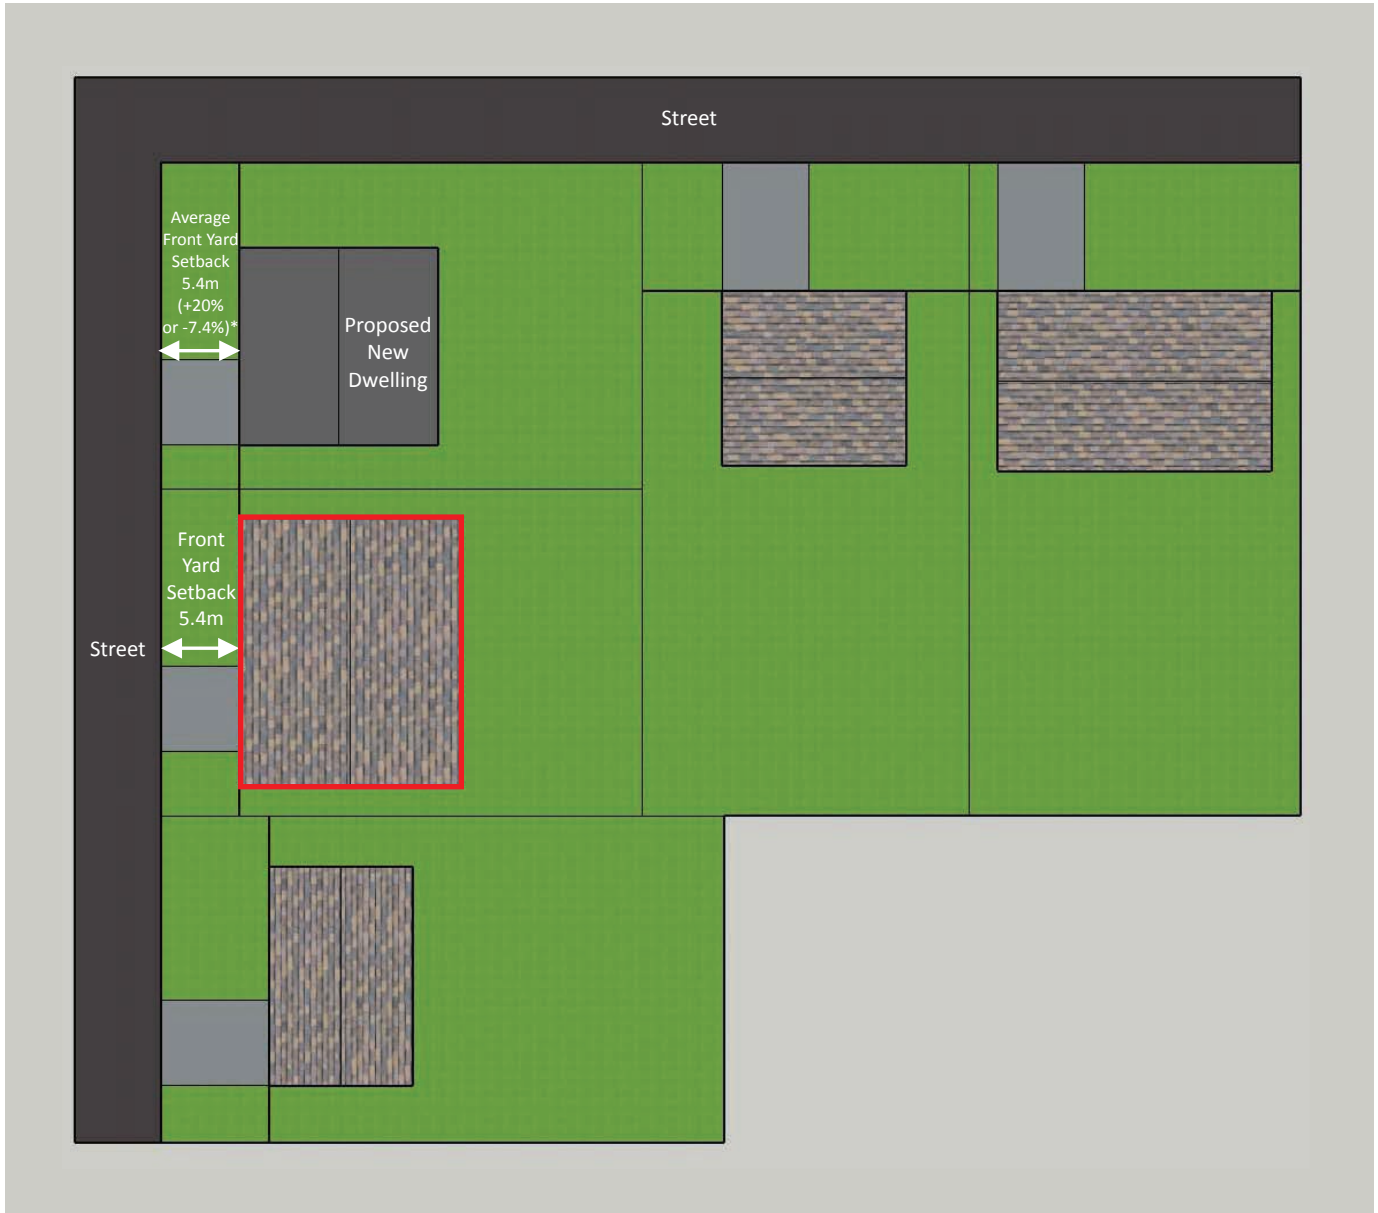 Street
Average
Front Yard
Setback
5.4m
(+20%
or -7.4%)*
Proposed
New
Dwelling
Front
Yard
Setback
5.4m
Street